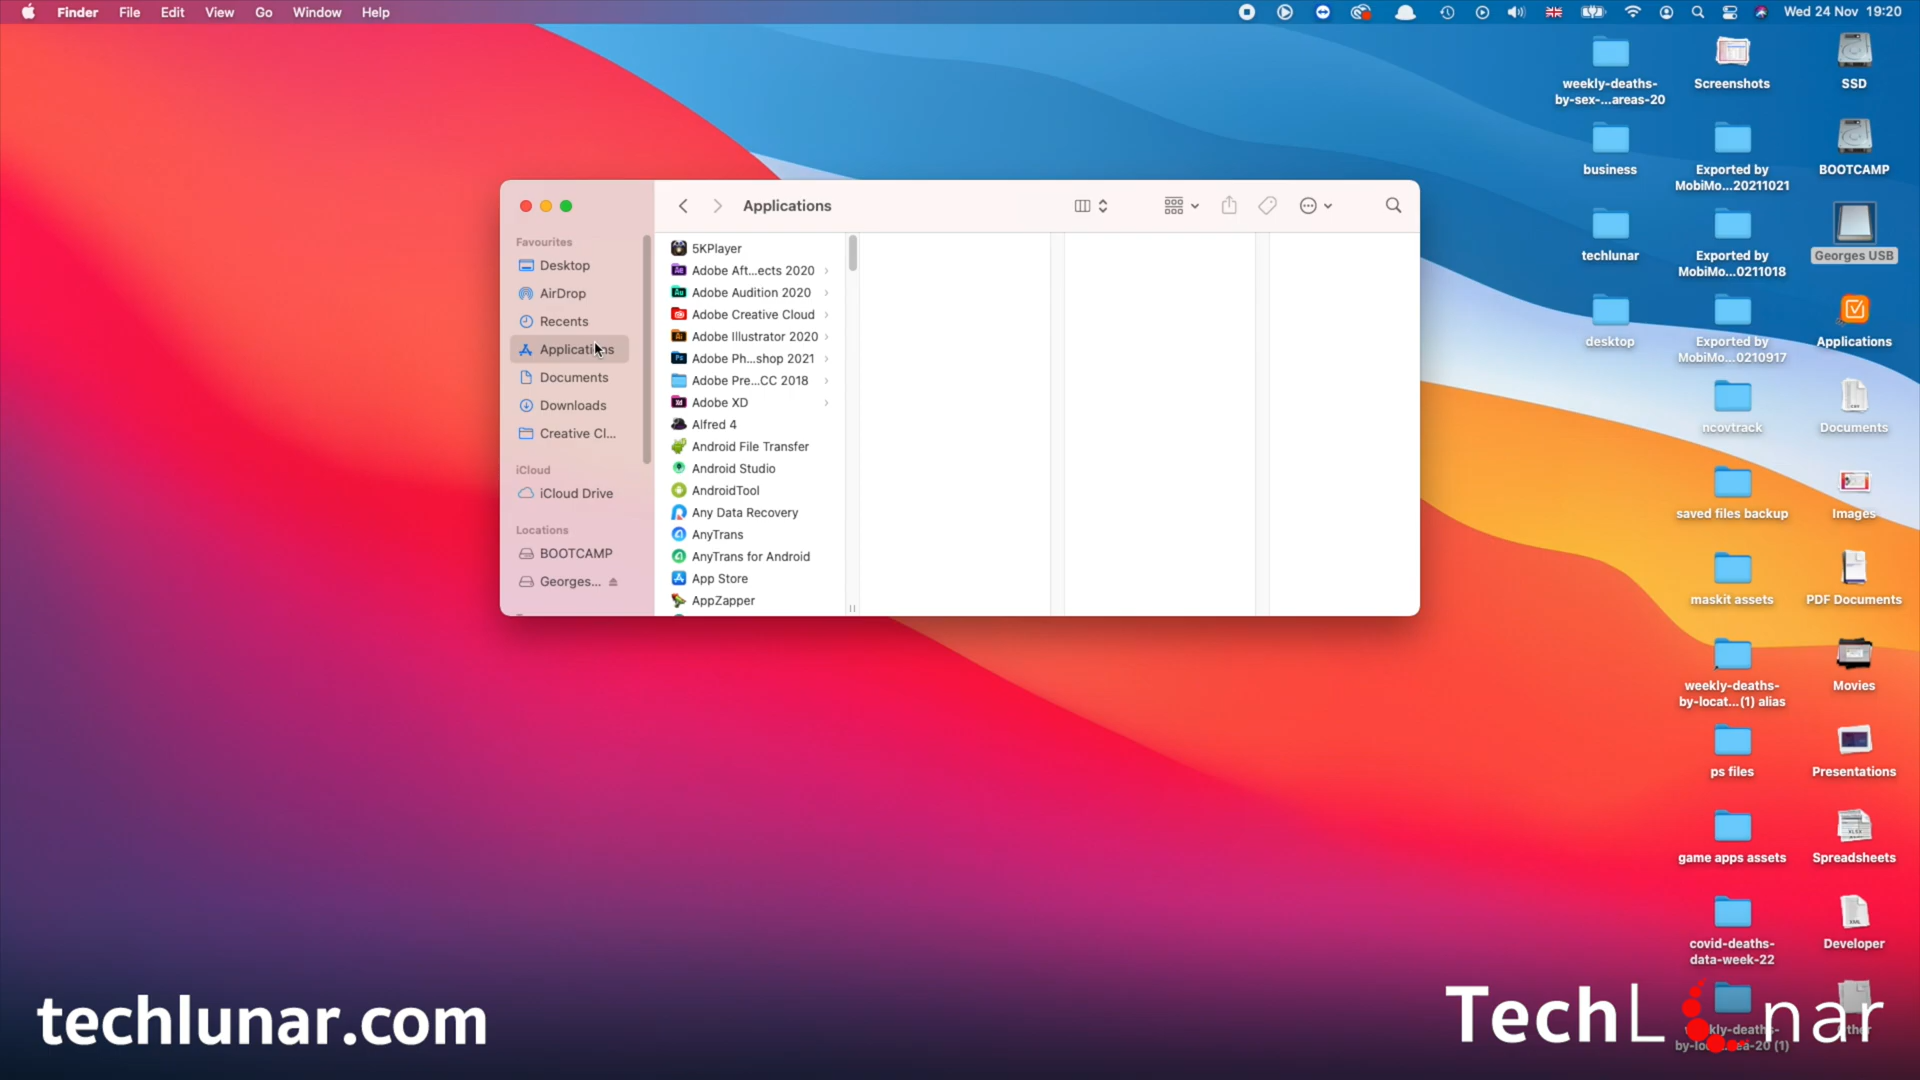 Finder File Edit View Go Window Help
Wed 24 Nov 19:20
weekly-deaths-
by-sex-...areas-20
Screenshots
SSD
business
Exported by
MobiMo...20211021
BOOTCAMP
techlunar
Exported by
MobiMo...0211018
Georges USB
desktop
Exported by
MobiMo...0210917
Applications
ncovtrack
Documents
saved files backup
Images
maskit assets
PDF Documents
weekly-deaths-
by-locat...(1) alias
Movies
ps files
Presentations
game apps assets
Spreadsheets
covid-deaths-
data-week-22
Developer
Applications
Favourites
Desktop
AirDrop
Recents
Applications
Documents
Downloads
Creative Cl...
iCloud
iCloud Drive
Locations
BOOTCAMP
Georges...
5KPlayer
Adobe Aft...ects 2020
Adobe Audition 2020
Adobe Creative Cloud
Adobe Illustrator 2020
Adobe Ph...shop 2021
Adobe Pre...CC 2018
Adobe XD
Alfred 4
Android File Transfer
Android Studio
AndroidTool
Any Data Recovery
AnyTrans
AnyTrans for Android
App Store
AppZapper
techlunar.com
TechLunar